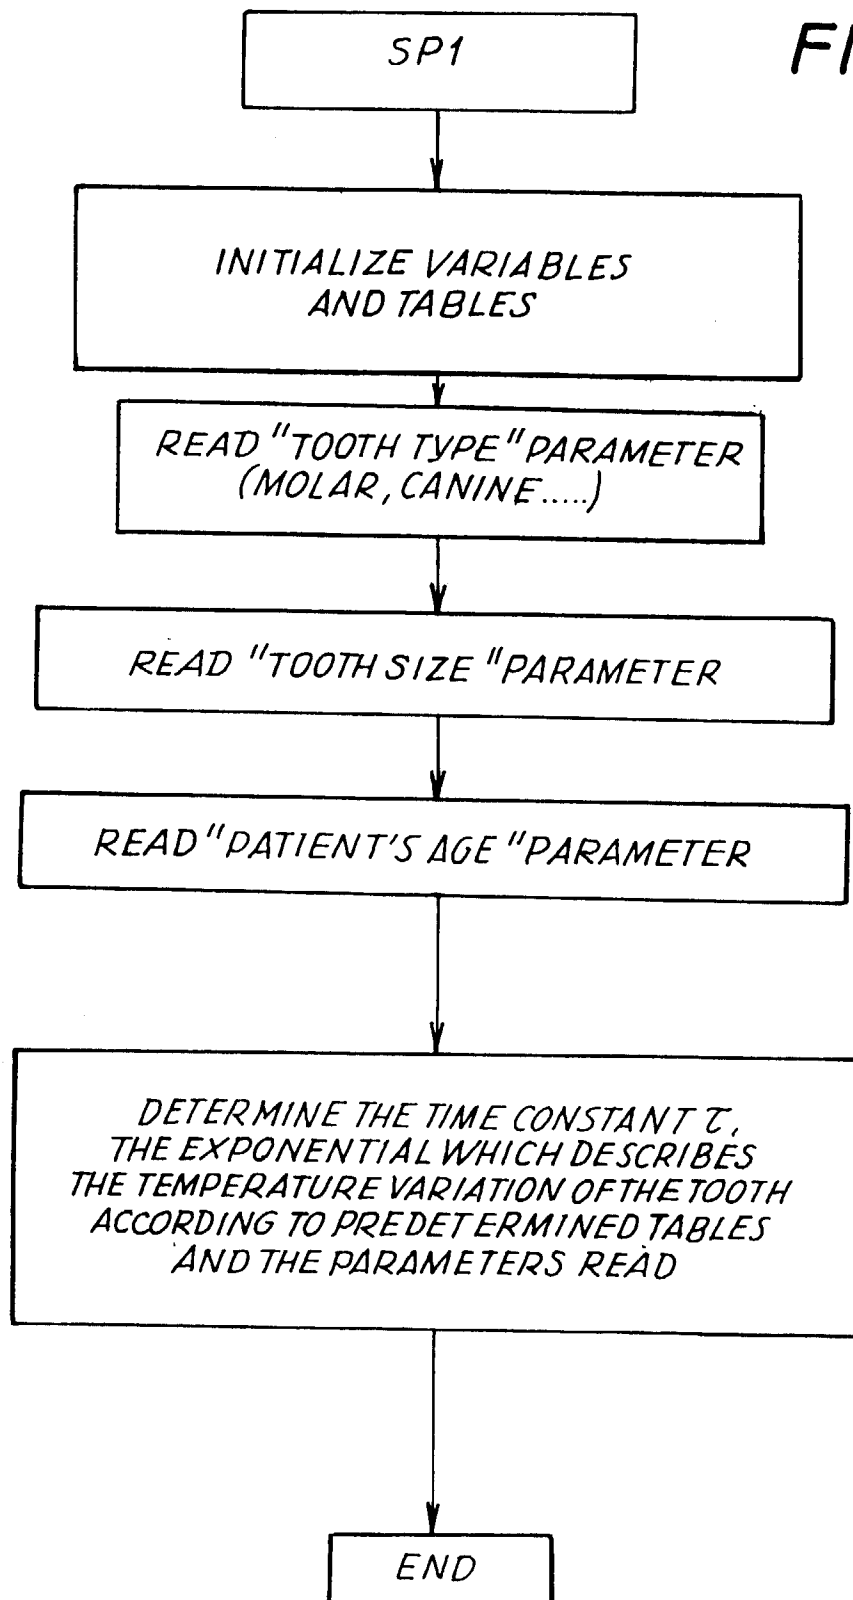 SP1
FI
INITIALIZE VARIABLES
AND TABLES
READ "TOOTH TYPE" PARAMETER
(MOLAR, CANINE.....)
READ "TOOTH SIZE" PARAMETER
READ "PATIENT'S AGE" PARAMETER
DETERMINE THE TIME CONSTANT τ,
THE EXPONENTIAL WHICH DESCRIBES
THE TEMPERATURE VARIATION OF THE TOOTH
ACCORDING TO PREDETERMINED TABLES
AND THE PARAMETERS READ
END